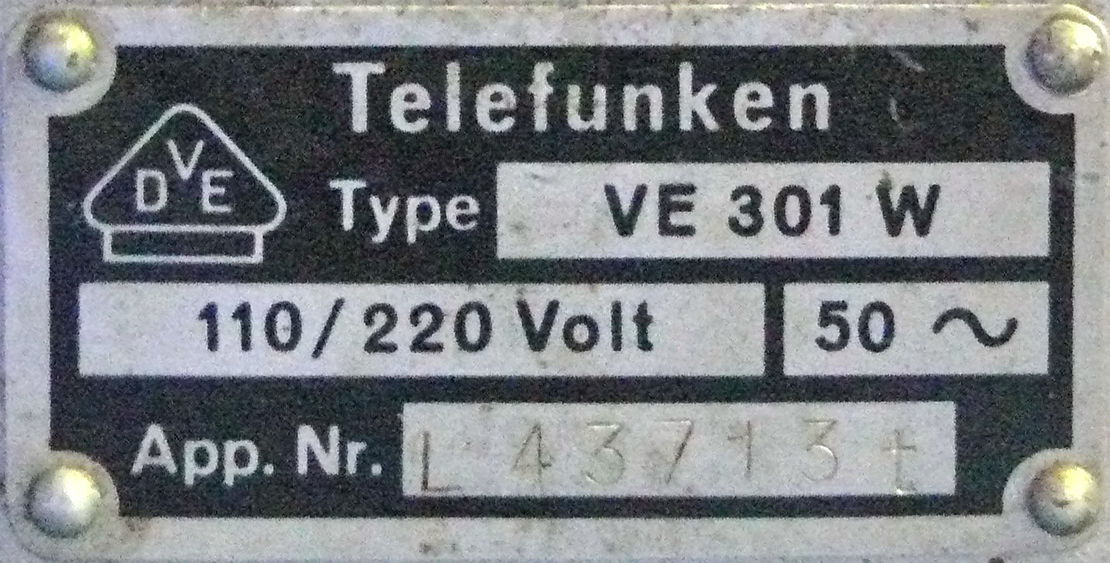 Telefunken
DVE
Type VE 301 W
110/220 Volt 50 ~
App. Nr. L 43713 t